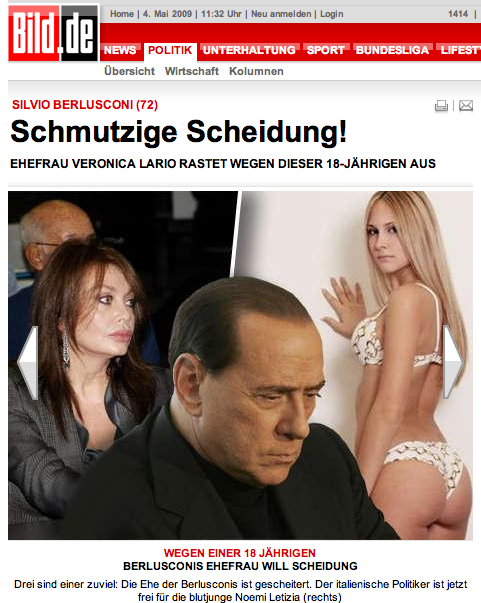 Bild.de
Home | 4. Mai 2009 | 11:32 Uhr | Neu anmelden | Login
1414 |
NEWS POLITIK UNTERHALTUNG SPORT BUNDESLIGA LIFEST
Übersicht Wirtschaft Kolumnen
SILVIO BERLUSCONI (72)
Schmutzige Scheidung!
EHEFRAU VERONICA LARIO RASTET WEGEN DIESER 18-JÄHRIGEN AUS
WEGEN EINER 18 JÄHRIGEN
BERLUSCONIS EHEFRAU WILL SCHEIDUNG
Drei sind einer zuviel: Die Ehe der Berlusconis ist gescheitert. Der italienische Politiker ist jetzt
frei für die blutjunge Noemi Letizia (rechts)